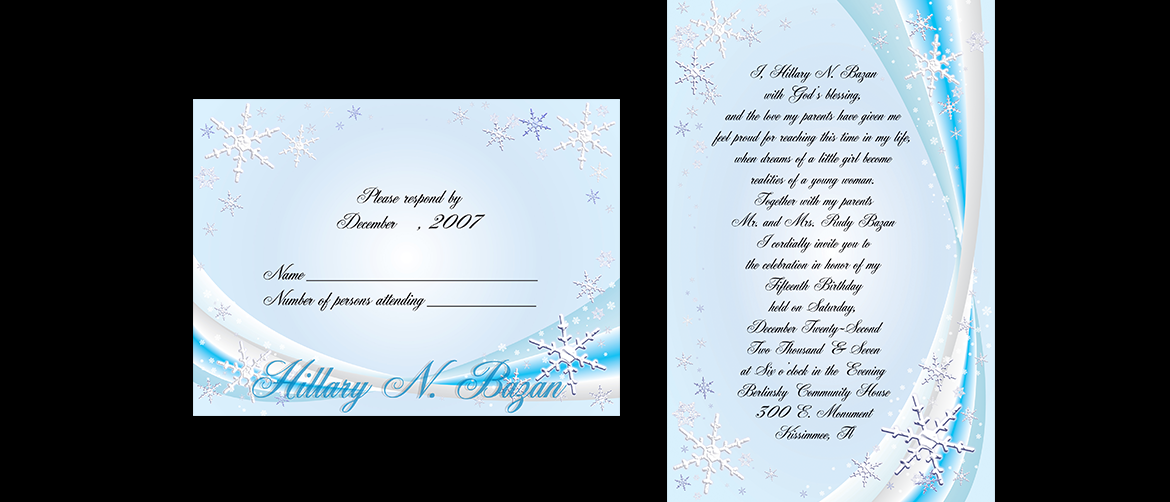 Please respond by
December , 2007
Name
Number of persons attending
Hillary N. Bazan
I, Hillary N. Bazan
with God's blessing,
and the love my parents have given me
feel proud for reaching this time in my life,
when dreams of a little girl become
realities of a young woman.
Together with my parents
Mr. and Mrs. Rudy Bazan
I cordially invite you to
the celebration in honor of my
Fifteenth Birthday
held on Saturday,
December Twenty-Second
Two Thousand & Seven
at Six o'clock in the Evening
Berlinsky Community House
300 E. Monument
Kissimmee, Fl